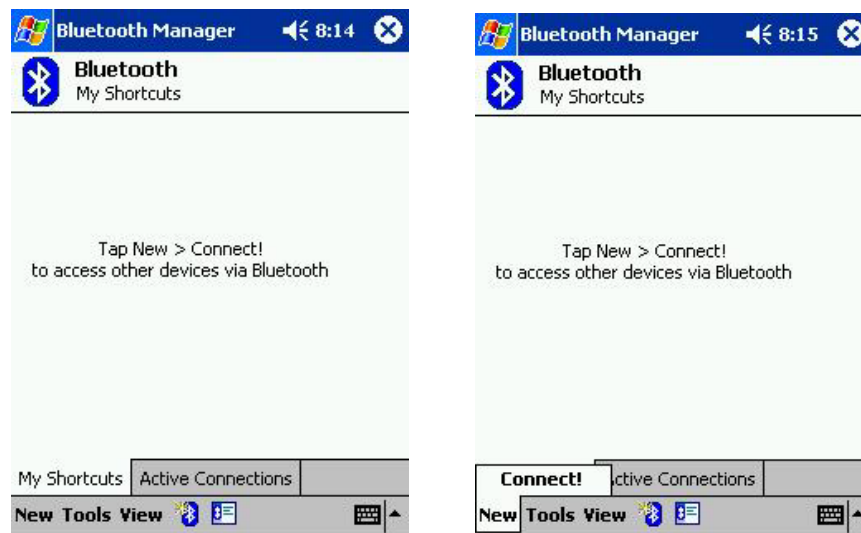 Bluetooth Manager 8:14
Bluetooth
My Shortcuts
Tap New > Connect!
to access other devices via Bluetooth
My Shortcuts Active Connections
New Tools View
Bluetooth Manager 8:15
Bluetooth
My Shortcuts
Tap New > Connect!
to access other devices via Bluetooth
Connect! ctive Connections
New Tools View